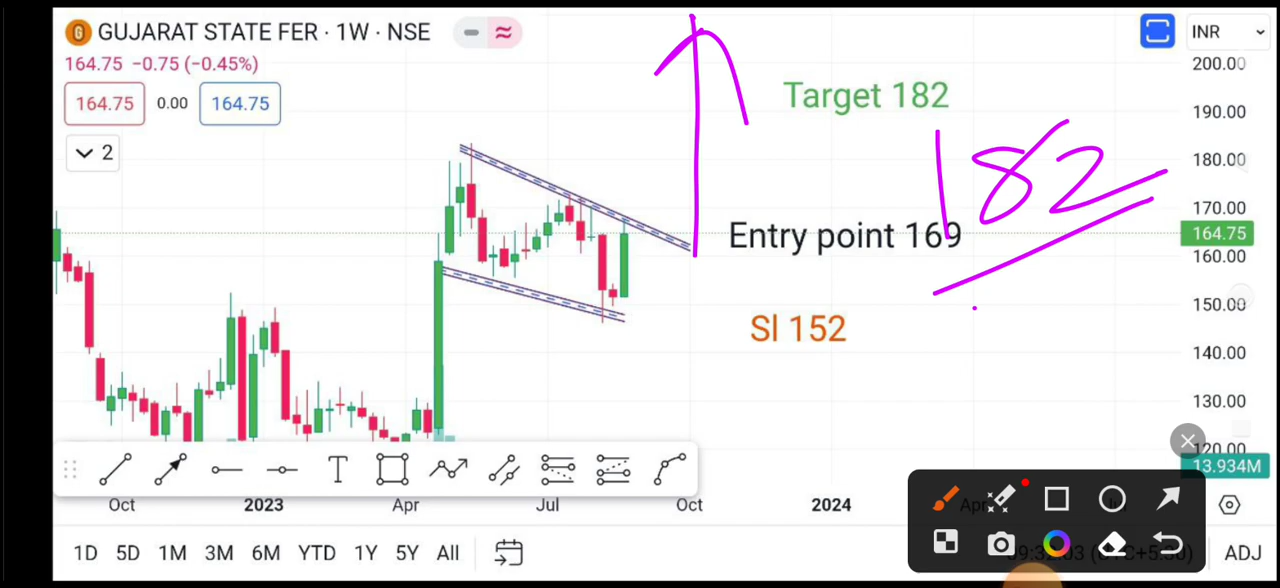 GUJARAT STATE FER · 1W · NSE
INR
164.75 -0.75 (-0.45%)
200.00
164.75 0.00 164.75
Target 182
190.00
2
182
180.00
170.00
Entry point 169
164.75
160.00
150.00
Sl 152
140.00
130.00
120.00
13.934M
T
Oct 2023 Apr Jul Oct 2024 Apr
1D 5D 1M 3M 6M YTD 1Y 5Y All
ADJ